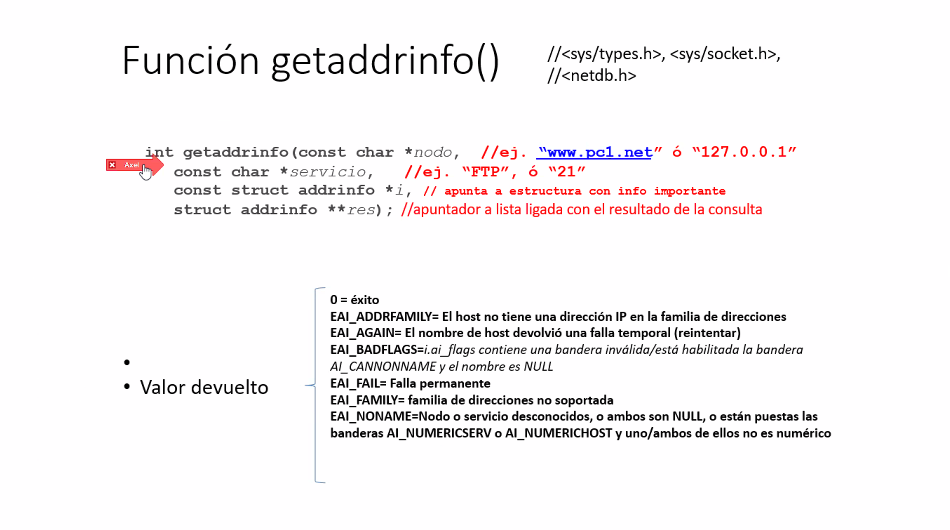 Función getaddrinfo()
//<sys/types.h>, <sys/socket.h>,
//<netdb.h>
int getaddrinfo(const char *nodo, //ej. “www.pc1.net” ó “127.0.0.1”
Axel
const char *servicio, //ej. “FTP”, ó “21”
const struct addrinfo *i, // apunta a estructura con info importante
struct addrinfo **res); //apuntador a lista ligada con el resultado de la consulta
0 = éxito
EAI_ADDRFAMILY= El host no tiene una dirección IP en la familia de direcciones
EAI_AGAIN= El nombre de host devolvió una falla temporal (reintentar)
EAI_BADFLAGS=i.ai_flags contiene una bandera inválida/está habilitada la bandera
AI_CANNONNAME y el nombre es NULL
EAI_FAIL= Falla permanente
• Valor devuelto
EAI_FAMILY= familia de direcciones no soportada
EAI_NONAME=Nodo o servicio desconocidos, o ambos son NULL, o están puestas las
banderas AI_NUMERICSERV o AI_NUMERICHOST y uno/ambos de ellos no es numérico